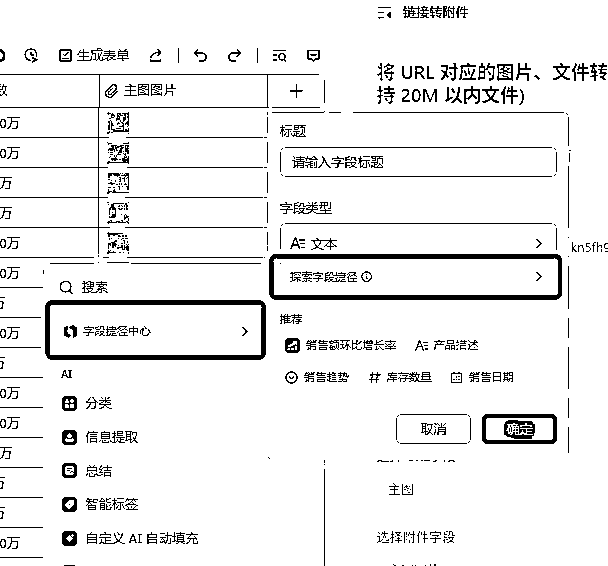 链接转附件
生成表单
将 URL 对应的图片、文件转
持 20M 以内文件)
数
主图图片
0万
0万
万
万
0万
0万
万
0万
万
0万
0万
万
万
万
0万
标题
请输入字段标题
字段类型
文本
探索字段捷径
推荐
销售额环比增长率
产品描述
销售趋势
库存数量
销售日期
取消
确定
kn5fh9
搜索
字段捷径中心
AI
分类
信息提取
总结
智能标签
自定义 AI 自动填充
主图
选择附件字段